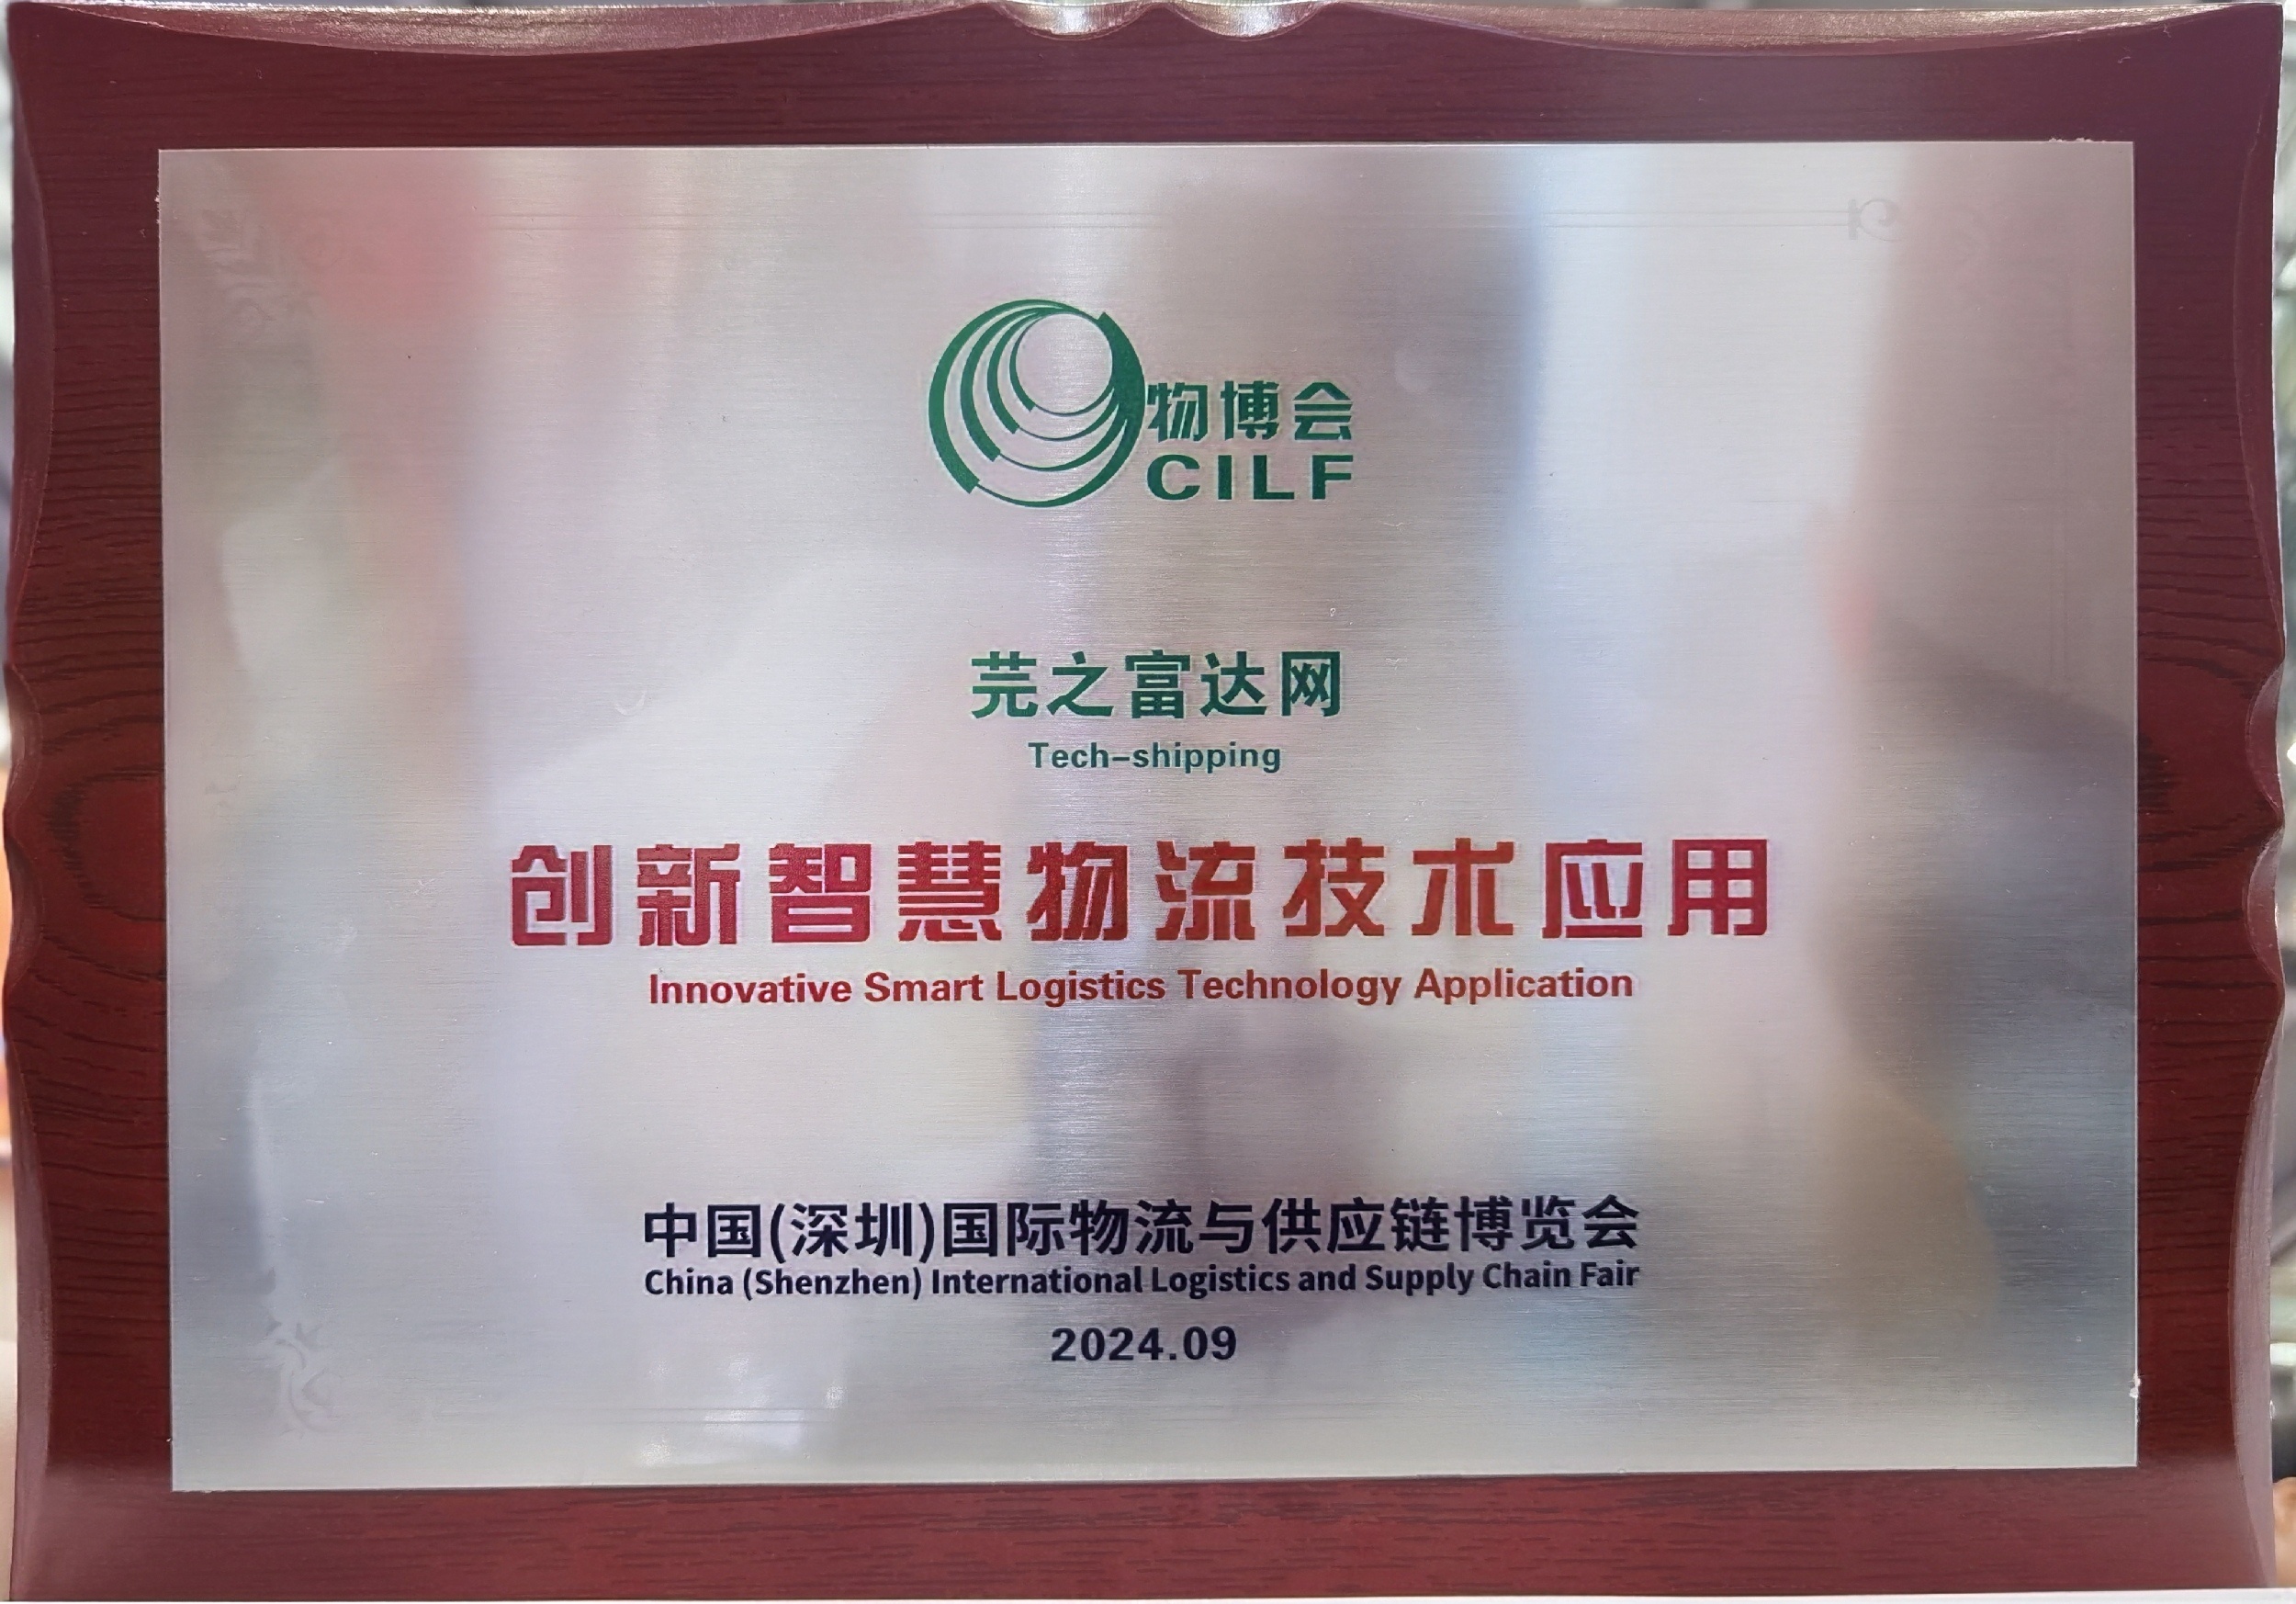 物博会
CILF
芫之富达网
Tech-shipping
创新智慧物流技术应用
Innovative Smart Logistics Technology Application
中国(深圳)国际物流与供应链博览会
China (Shenzhen) International Logistics and Supply Chain Fair
2024.09